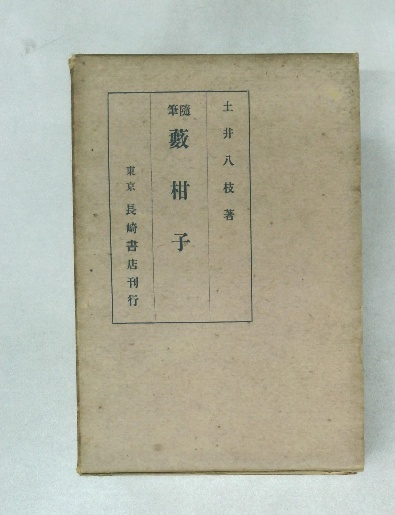 土井八枝著
隨筆 藪柑子
東京 長崎書店刊行